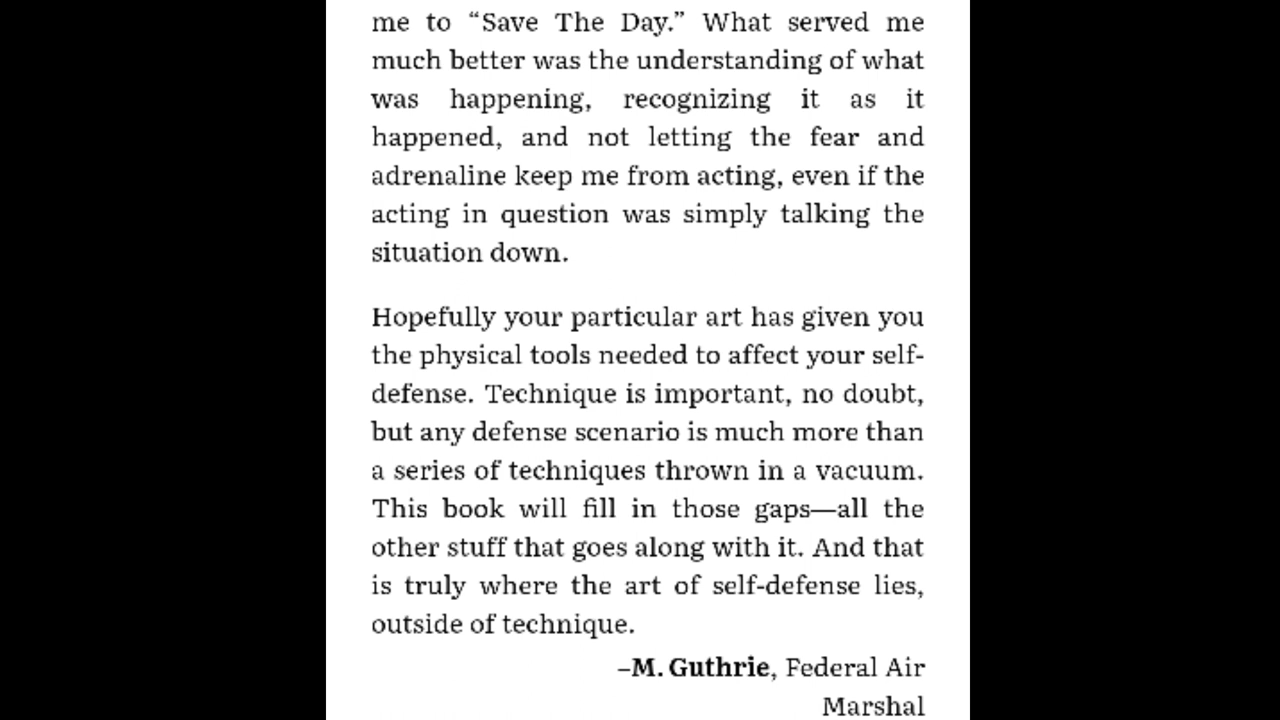 me to “Save The Day.” What served me
much better was the understanding of what
was happening, recognizing it as it
happened, and not letting the fear and
adrenaline keep me from acting, even if the
acting in question was simply talking the
situation down.
Hopefully your particular art has given you
the physical tools needed to affect your self-
defense. Technique is important, no doubt,
but any defense scenario is much more than
a series of techniques thrown in a vacuum.
This book will fill in those gaps—all the
other stuff that goes along with it. And that
is truly where the art of self-defense lies,
outside of technique.
–M. Guthrie, Federal Air
Marshal